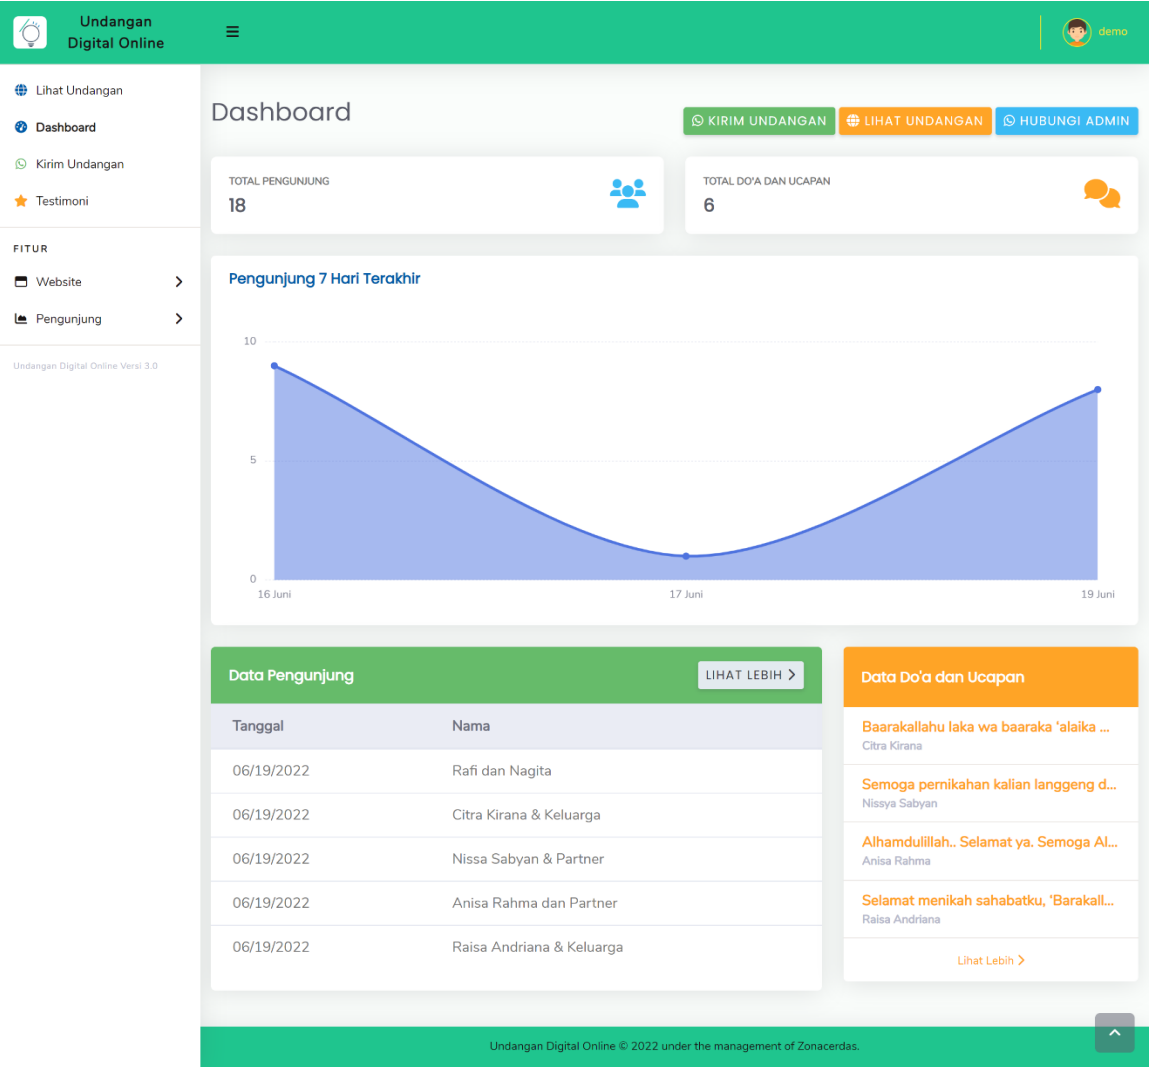 Undangan
Digital Online
demo
Lihat Undangan
Dashboard
Kirim Undangan
Testimoni
FITUR
Website
Pengunjung
Undangan Digital Online Versi 3.0
Dashboard
KIRIM UNDANGAN
LIHAT UNDANGAN
HUBUNGI ADMIN
TOTAL PENGUNJUNG
18
TOTAL DO'A DAN UCAPAN
6
Pengunjung 7 Hari Terakhir
10
5
0
16 Juni
17 Juni
19 Juni
Data Pengunjung
LIHAT LEBIH
Tanggal Nama
06/19/2022 Rafi dan Nagita
06/19/2022 Citra Kirana & Keluarga
06/19/2022 Nissa Sabyan & Partner
06/19/2022 Anisa Rahma dan Partner
06/19/2022 Raisa Andriana & Keluarga
Data Do'a dan Ucapan
Baarakallahu laka wa baaraka 'alaika ...
Citra Kirana
Semoga pernikahan kalian langgeng d...
Nissya Sabyan
Alhamdulillah.. Selamat ya. Semoga Al...
Anisa Rahma
Selamat menikah sahabatku, 'Barakall...
Raisa Andriana
Lihat Lebih
Undangan Digital Online © 2022 under the management of Zonacerdas.